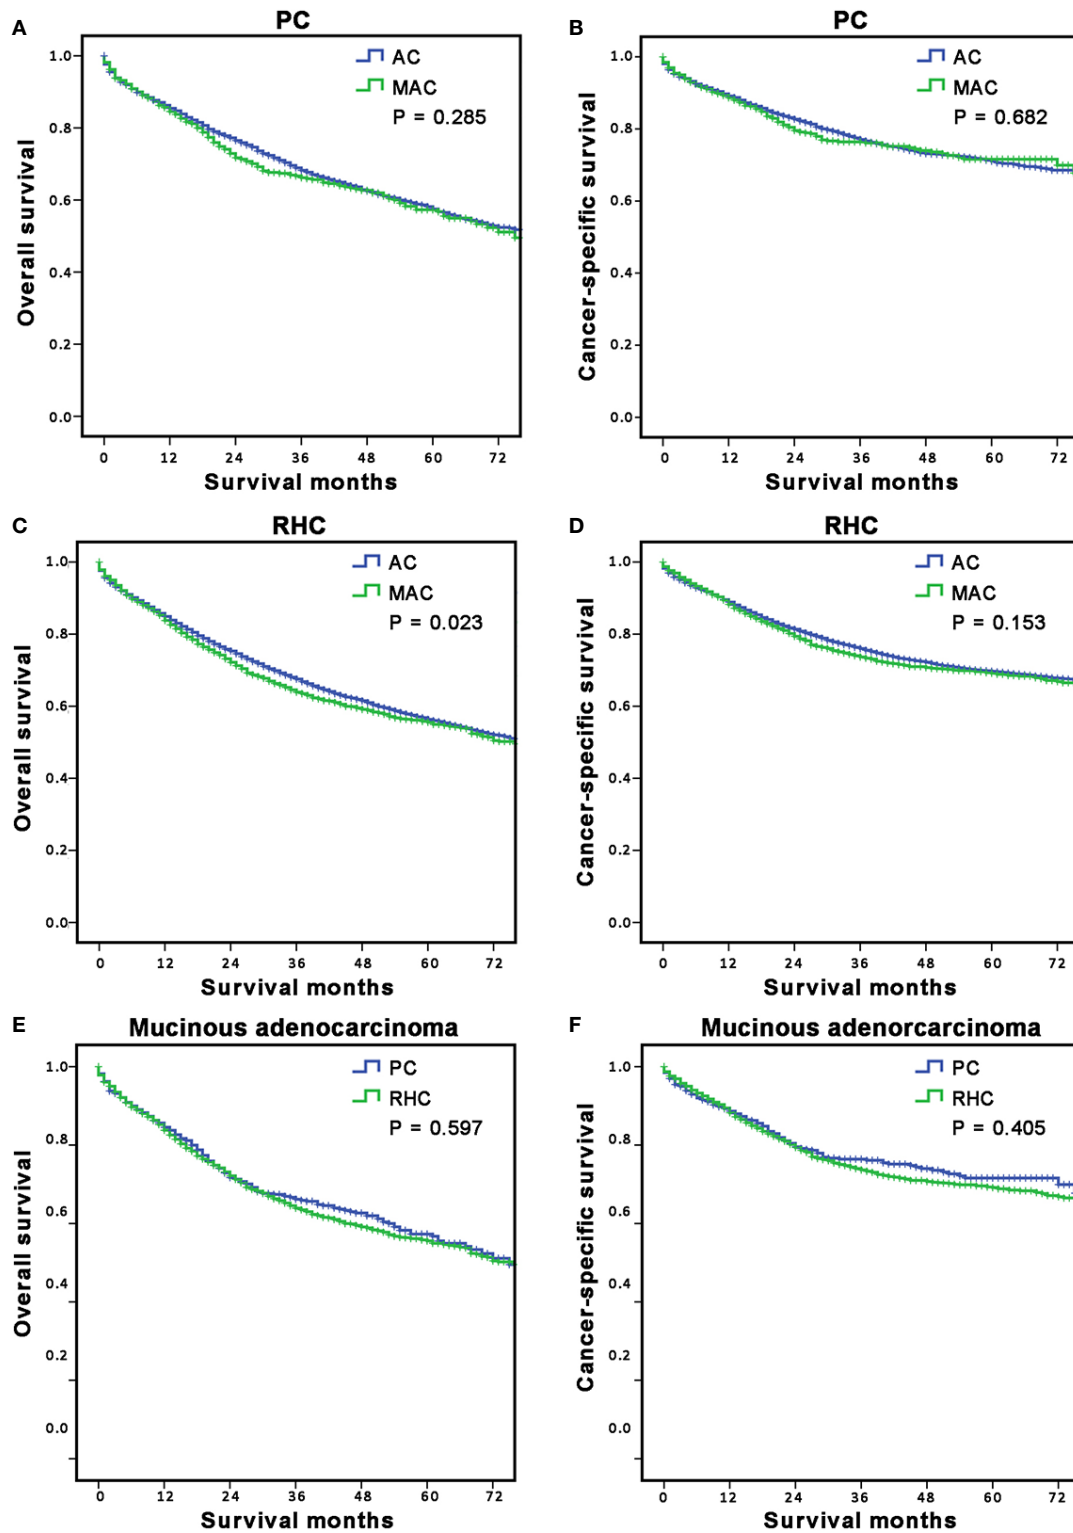 A
PC
1.0
0.8
0.6
0.4
0.2
0.0
Overall survival
AC
MAC
P = 0.285
0 12 24 36 48 60 72
Survival months
B
PC
1.0
0.8
0.6
0.4
0.2
0.0
Cancer-specific survival
AC
MAC
P = 0.682
0 12 24 36 48 60 72
Survival months
C
RHC
1.0
0.8
0.6
0.4
0.2
0.0
Overall survival
AC
MAC
P = 0.023
0 12 24 36 48 60 72
Survival months
D
RHC
1.0
0.8
0.6
0.4
0.2
0.0
Cancer-specific survival
AC
MAC
P = 0.153
0 12 24 36 48 60 72
Survival months
E
Mucinous adenocarcinoma
1.0
0.8
0.6
0.4
0.2
0.0
Overall survival
PC
RHC
P = 0.597
0 12 24 36 48 60 72
Survival months
F
Mucinous adenorcarcinoma
1.0
0.8
0.6
0.4
0.2
0.0
Cancer-specific survival
PC
RHC
P = 0.405
0 12 24 36 48 60 72
Survival months